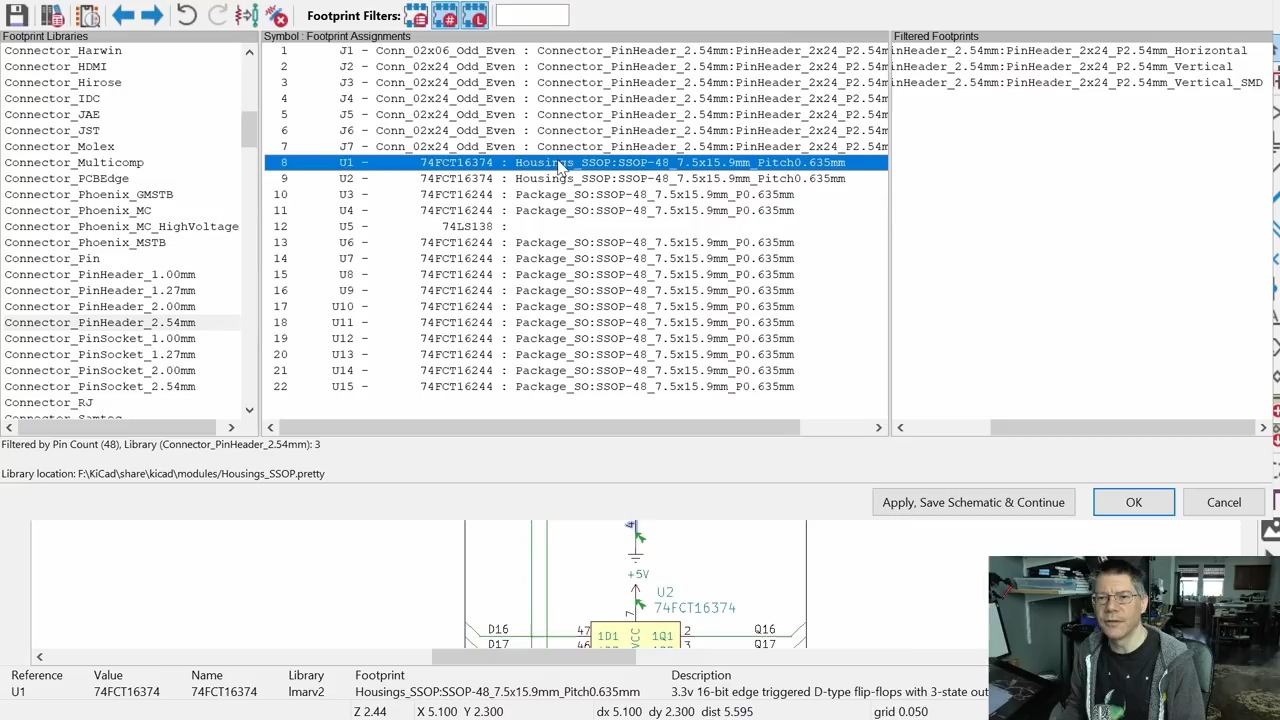 Footprint Filters:
Footprint Libraries
Symbol : Footprint Assignments
Filtered Footprints
Connector_Harwin
Connector_HDMI
Connector_Hirose
Connector_IDC
Connector_JAE
Connector_JST
Connector_Molex
Connector_Multicomp
Connector_PCBEdge
Connector_Phoenix_GMSTB
Connector_Phoenix_MC
Connector_Phoenix_MC_HighVoltage
Connector_Phoenix_MSTB
Connector_Pin
Connector_PinHeader_1.00mm
Connector_PinHeader_1.27mm
Connector_PinHeader_2.00mm
Connector_PinHeader_2.54mm
Connector_PinSocket_1.00mm
Connector_PinSocket_1.27mm
Connector_PinSocket_2.00mm
Connector_PinSocket_2.54mm
Connector_RJ
1 J1 - Conn_02x06_Odd_Even : Connector_PinHeader_2.54mm:PinHeader_2x24_P2.54m
2 J2 - Conn_02x24_Odd_Even : Connector_PinHeader_2.54mm:PinHeader_2x24_P2.54m
3 J3 - Conn_02x24_Odd_Even : Connector_PinHeader_2.54mm:PinHeader_2x24_P2.54m
4 J4 - Conn_02x24_Odd_Even : Connector_PinHeader_2.54mm:PinHeader_2x24_P2.54m
5 J5 - Conn_02x24_Odd_Even : Connector_PinHeader_2.54mm:PinHeader_2x24_P2.54m
6 J6 - Conn_02x24_Odd_Even : Connector_PinHeader_2.54mm:PinHeader_2x24_P2.54m
7 J7 - Conn_02x24_Odd_Even : Connector_PinHeader_2.54mm:PinHeader_2x24_P2.54m
8 U1 - 74FCT16374 : Housings_SSOP:SSOP-48_7.5x15.9mm_Pitch0.635mm
9 U2 - 74FCT16374 : Housings_SSOP:SSOP-48_7.5x15.9mm_Pitch0.635mm
10 U3 - 74FCT16244 : Package_SO:SSOP-48_7.5x15.9mm_P0.635mm
11 U4 - 74FCT16244 : Package_SO:SSOP-48_7.5x15.9mm_P0.635mm
12 U5 - 74LS138 :
13 U6 - 74FCT16244 : Package_SO:SSOP-48_7.5x15.9mm_P0.635mm
14 U7 - 74FCT16244 : Package_SO:SSOP-48_7.5x15.9mm_P0.635mm
15 U8 - 74FCT16244 : Package_SO:SSOP-48_7.5x15.9mm_P0.635mm
16 U9 - 74FCT16244 : Package_SO:SSOP-48_7.5x15.9mm_P0.635mm
17 U10 - 74FCT16244 : Package_SO:SSOP-48_7.5x15.9mm_P0.635mm
18 U11 - 74FCT16244 : Package_SO:SSOP-48_7.5x15.9mm_P0.635mm
19 U12 - 74FCT16244 : Package_SO:SSOP-48_7.5x15.9mm_P0.635mm
20 U13 - 74FCT16244 : Package_SO:SSOP-48_7.5x15.9mm_P0.635mm
21 U14 - 74FCT16244 : Package_SO:SSOP-48_7.5x15.9mm_P0.635mm
22 U15 - 74FCT16244 : Package_SO:SSOP-48_7.5x15.9mm_P0.635mm
inHeader_2.54mm:PinHeader_2x24_P2.54mm_Horizontal
inHeader_2.54mm:PinHeader_2x24_P2.54mm_Vertical
inHeader_2.54mm:PinHeader_2x24_P2.54mm_Vertical_SMD
Filtered by Pin Count (48), Library (Connector_PinHeader_2.54mm): 3
Library location: F:\KiCad\share\kicad\modules/Housings_SSOP.pretty
Apply, Save Schematic & Continue
OK
Cancel
+5V
U2
74FCT16374
7
D16 47 1D1 VCC 1Q1 2 Q16
D17 46 3 Q17
Reference Value Name Library Footprint Description
U1 74FCT16374 74FCT16374 lmarv2 Housings_SSOP:SSOP-48_7.5x15.9mm_Pitch0.635mm 3.3v 16-bit edge triggered D-type flip-flops with 3-state out
Z 2.44 X 5.100 Y 2.300 dx 5.100 dy 2.300 dist 5.595 grid 0.050